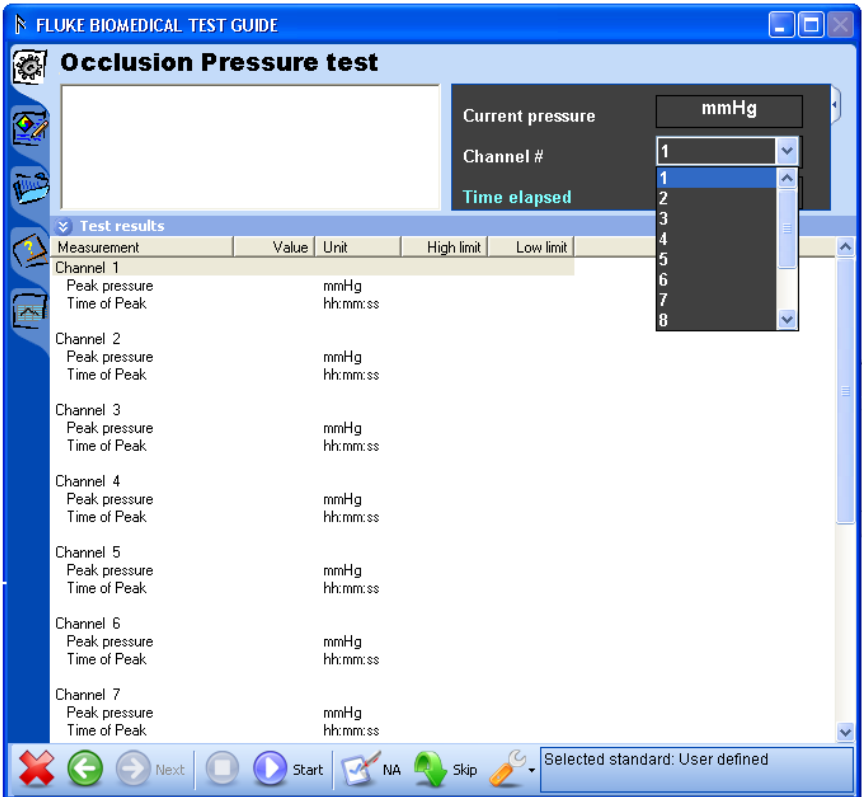 FLUKE BIOMEDICAL TEST GUIDE
Occlusion Pressure test
Current pressure mmHg
Channel # 1
1
Time elapsed
2
3
4
5
6
7
8
Test results
Measurement Value Unit High limit Low limit
Channel 1
Peak pressure mmHg
Time of Peak hh:mm:ss
Channel 2
Peak pressure mmHg
Time of Peak hh:mm:ss
Channel 3
Peak pressure mmHg
Time of Peak hh:mm:ss
Channel 4
Peak pressure mmHg
Time of Peak hh:mm:ss
Channel 5
Peak pressure mmHg
Time of Peak hh:mm:ss
Channel 6
Peak pressure mmHg
Time of Peak hh:mm:ss
Channel 7
Peak pressure mmHg
Time of Peak hh:mm:ss
Next Start NA Skip Selected standard: User defined